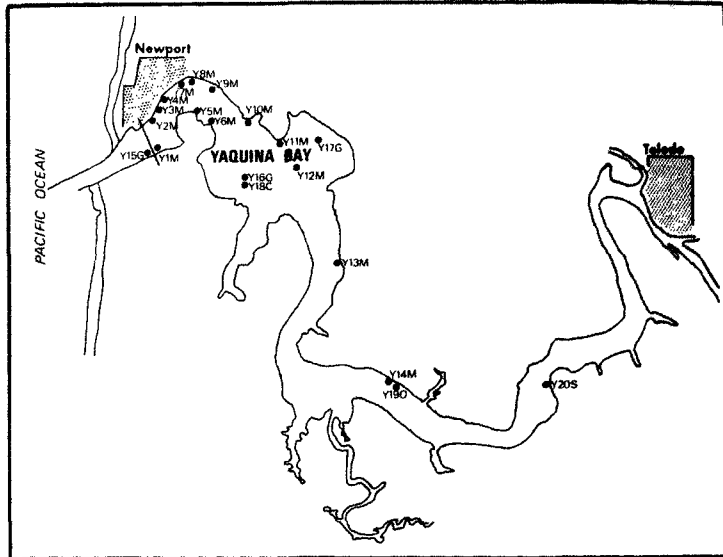 Newport
Y8M
Y9M
7M
Y4M
Y3M
Y5M
Y10M
Y2M
Y6M
Y11M
Y17G
Y15G
Y1M
YAQUINA BAY
Y12M
Y16G
Y18C
Toledo
PACIFIC OCEAN
Y13M
Y14M
Y19O
Y20S